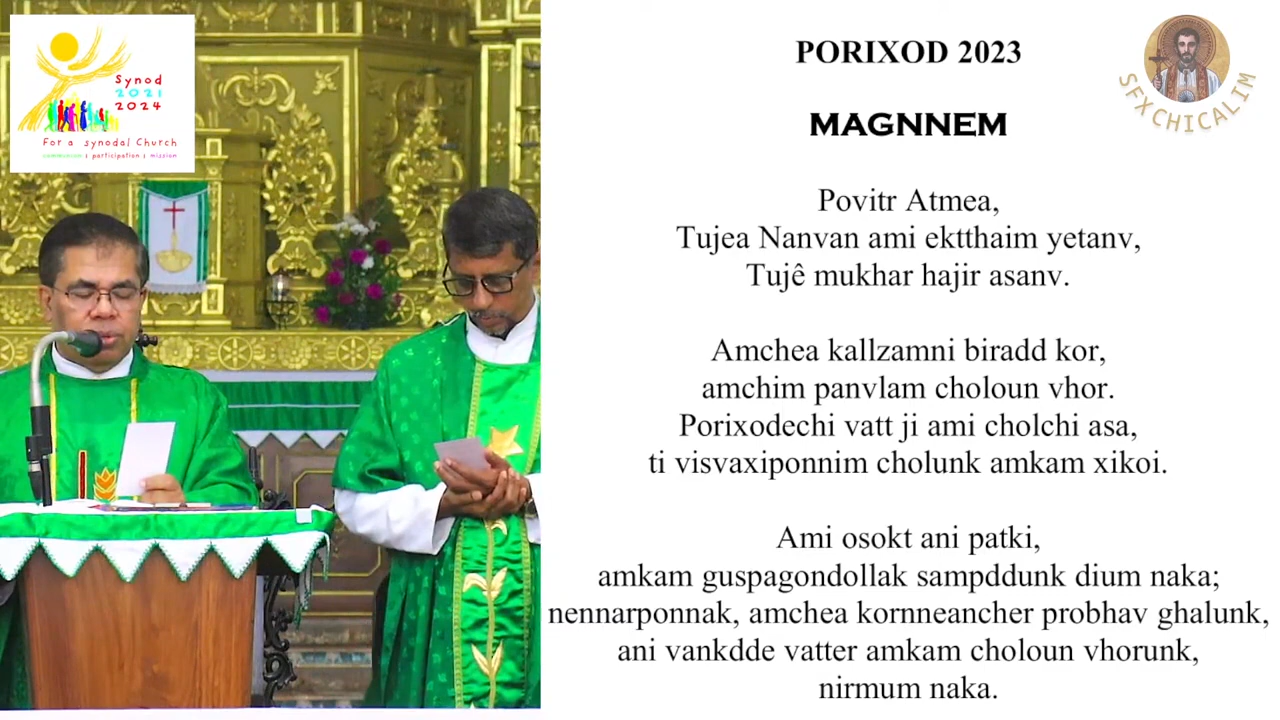 Synod
2021
2024
For a synodal Church
communion | participation | mission
PORIXOD 2023
MAGNNEM
Povitr Atmea,
Tujea Nanvan ami ektthaim yetanv,
Tujê mukhar hajir asanv.
Amchea kallzamni biradd kor,
amchim panvlam choloun vhor.
Porixodechi vatt ji ami cholchi asa,
ti visvaxiponnim cholunk amkam xikoi.
Ami osokt ani patki,
amkam guspagondollak sampddunk dium naka;
nennarponnak, amchea kornneancher probhav ghalunk,
ani vankdde vatter amkam choloun vhorunk,
nirmum naka.
SFX CHICALIM